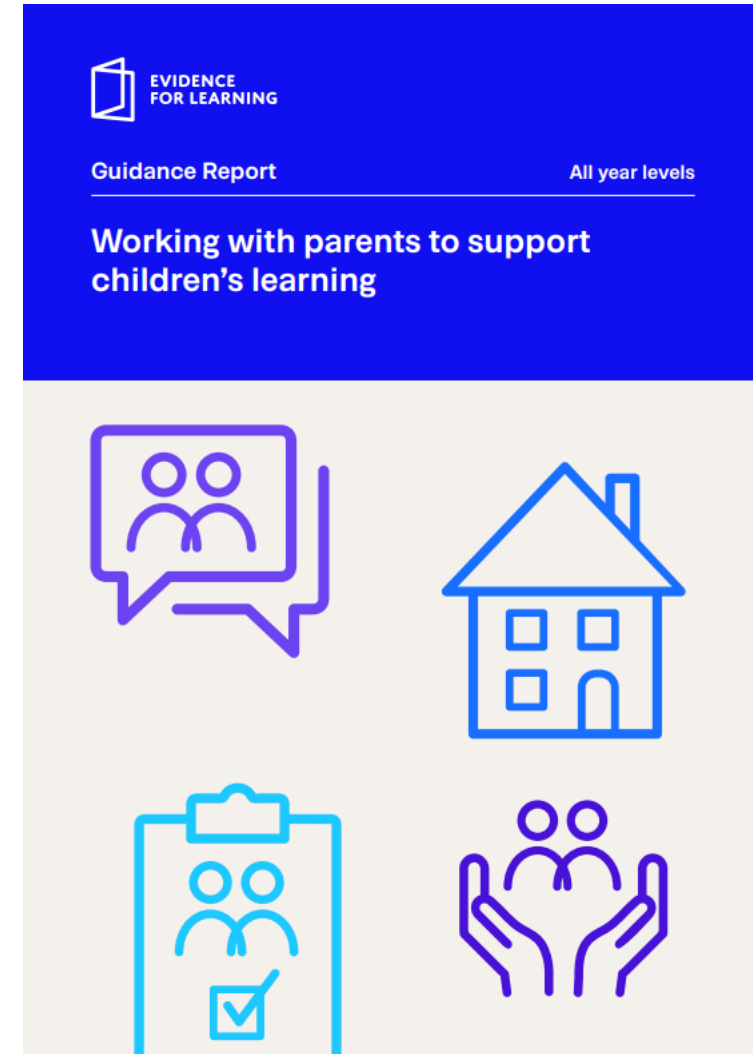 EVIDENCE
FOR LEARNING
Guidance Report
All year levels
Working with parents to support
children’s learning